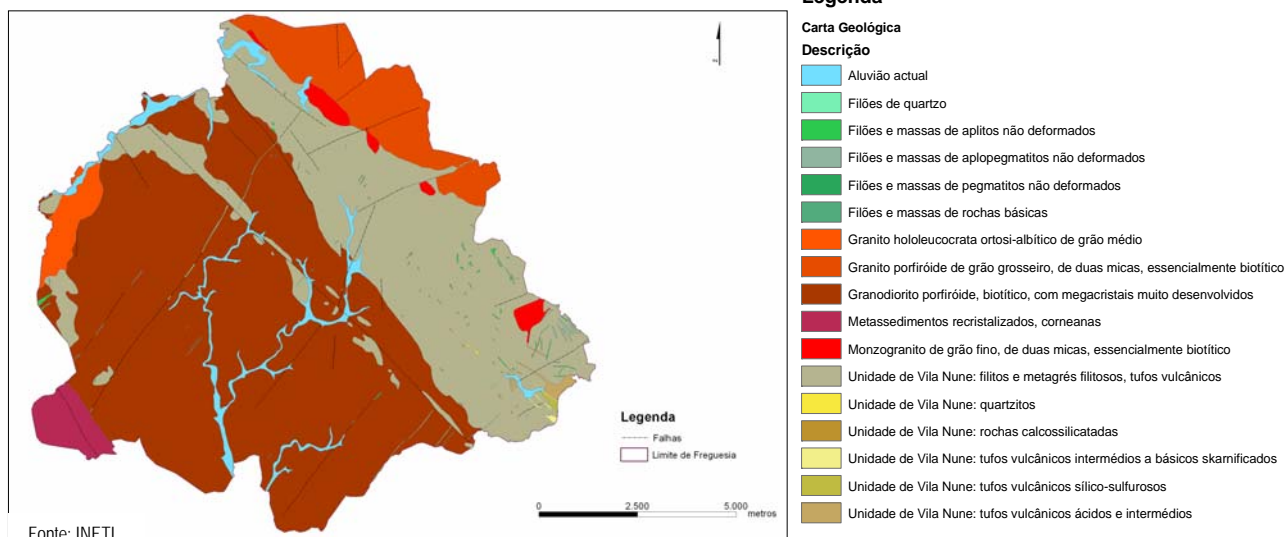 Legenda
Carta Geológica
Descrição
Aluvião actual
Filões de quartzo
Filões e massas de aplitos não deformados
Filões e massas de aplopegmatitos não deformados
Filões e massas de pegmatitos não deformados
Filões e massas de rochas básicas
Granito hololeucocrata ortosi-albítico de grão médio
Granito porfiróide de grão grosseiro, de duas micas, essencialmente biotítico
Granodiorito porfiróide, biotítico, com megacristais muito desenvolvidos
Metassedimentos recristalizados, corneanas
Monzogranito de grão fino, de duas micas, essencialmente biotítico
Unidade de Vila Nune: filitos e metagrés filitosos, tufos vulcânicos
Unidade de Vila Nune: quartzitos
Unidade de Vila Nune: rochas calcossilicatadas
Unidade de Vila Nune: tufos vulcânicos intermédios a básicos skarnificados
Unidade de Vila Nune: tufos vulcânicos sílico-sulfurosos
Unidade de Vila Nune: tufos vulcânicos ácidos e intermédios
Legenda
Falhas
Limite de Freguesia
0 2.500 5.000
metros
Fonte: INETI